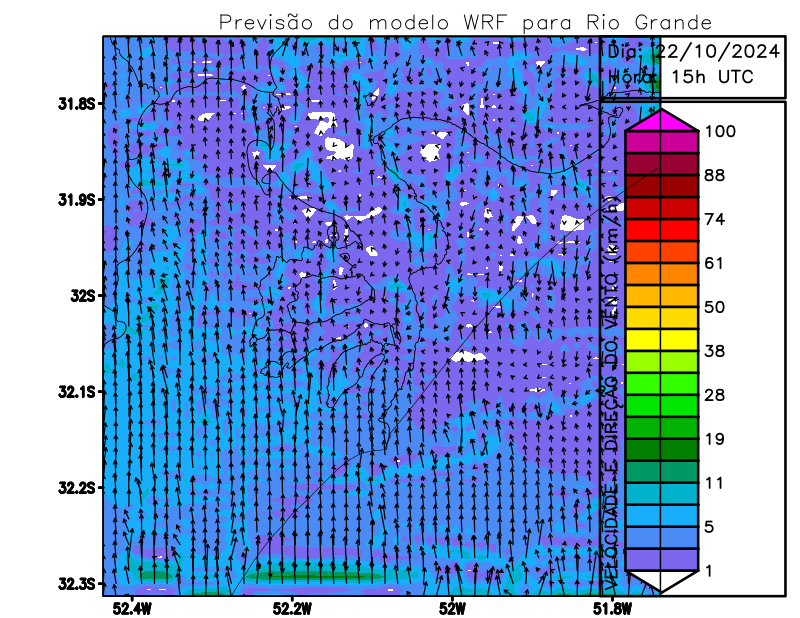 Previsão do modelo WRF para Rio Grande
Dia: 22/10/2024
Hora: 15h UTC
31.8S
31.9S
32S
32.1S
32.2S
32.3S
52.4W
52.2W
52W
51.8W
VELOCIDADE E DIREÇÃO DO VENTO (km/h)
100
88
74
61
50
38
28
19
11
5
1